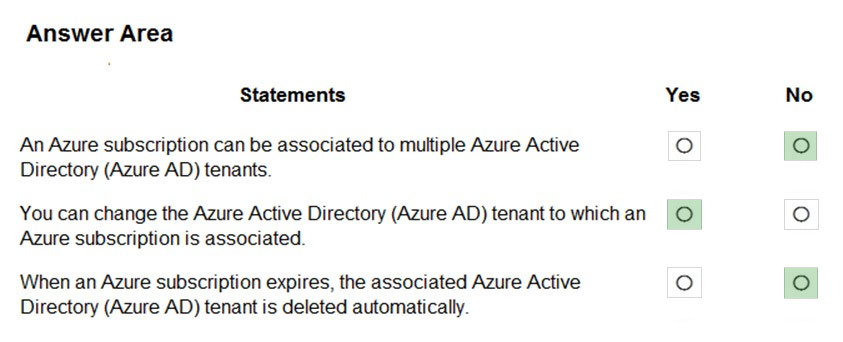 Answer Area
Statements Yes No
An Azure subscription can be associated to multiple Azure Active
Directory (Azure AD) tenants.
You can change the Azure Active Directory (Azure AD) tenant to which an
Azure subscription is associated.
When an Azure subscription expires, the associated Azure Active
Directory (Azure AD) tenant is deleted automatically.